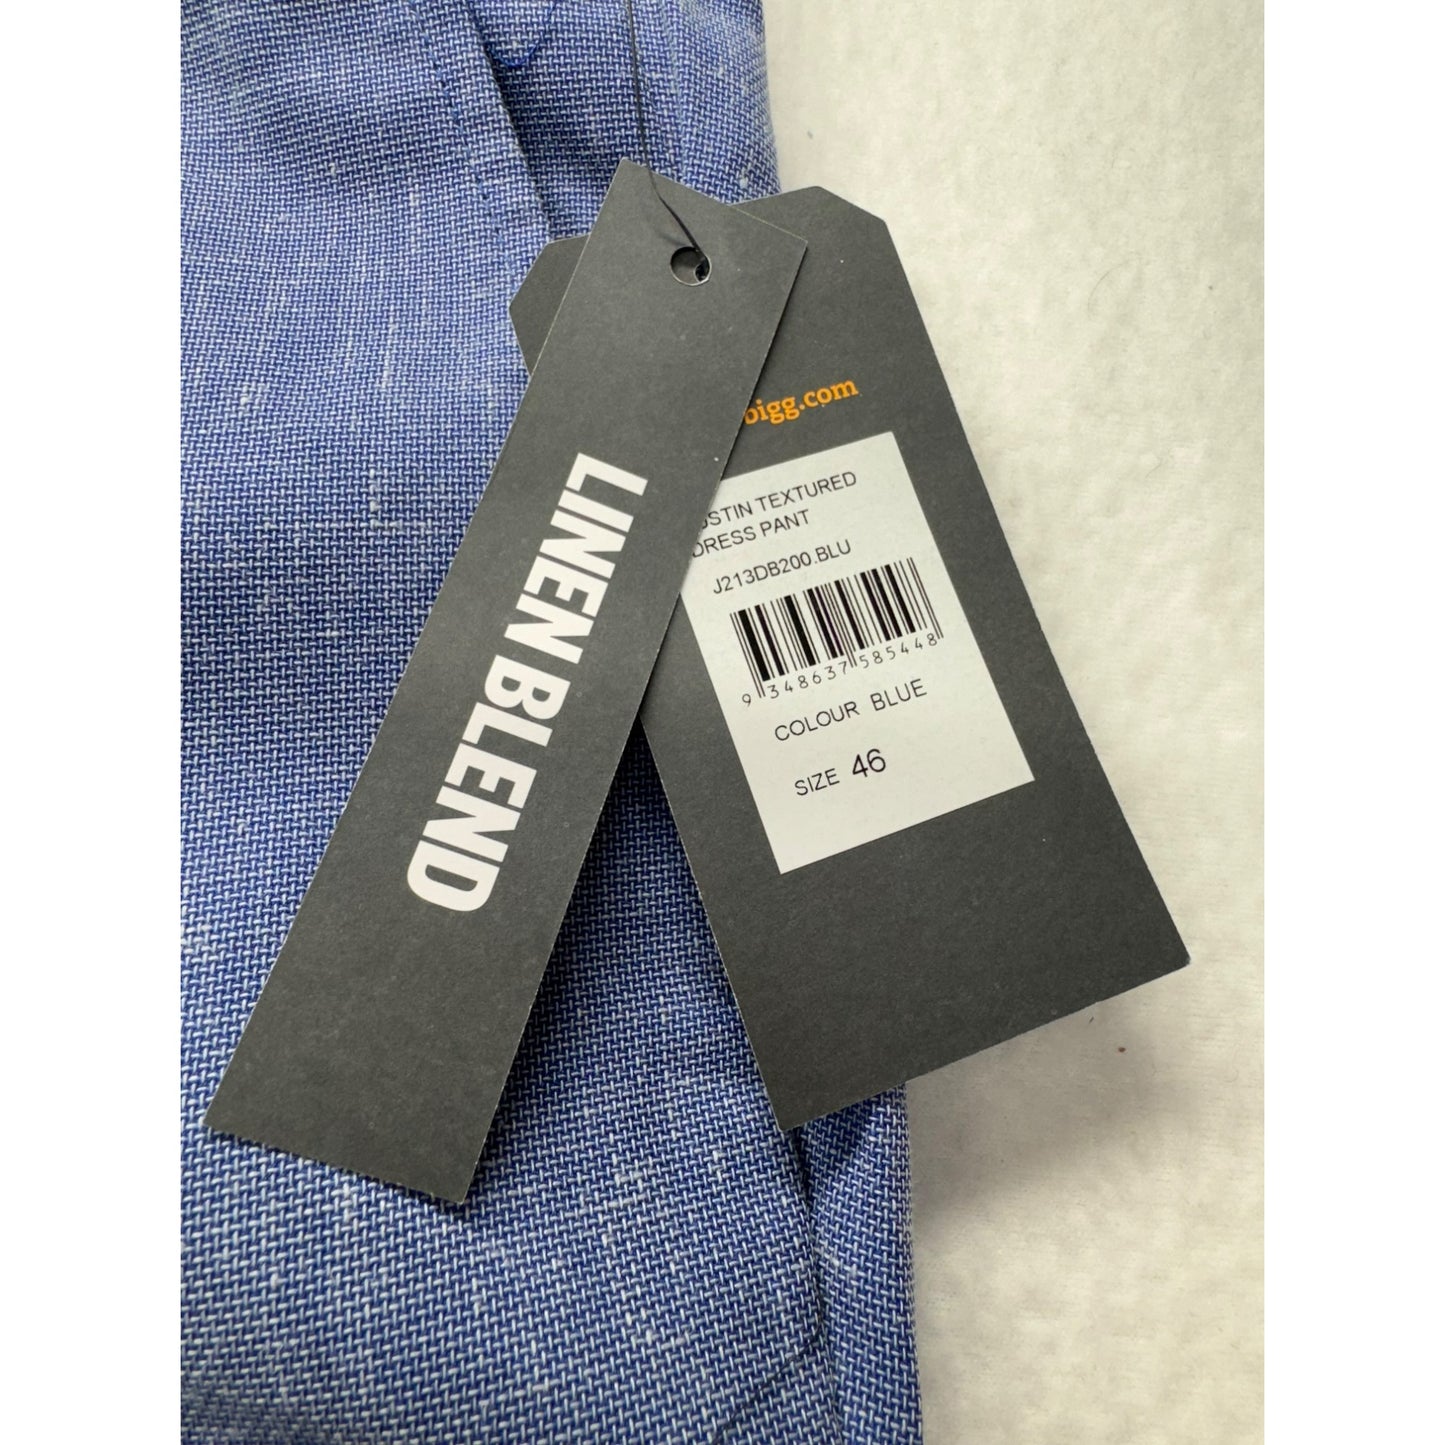 LINEN BLEND
bigg.com
USTIN TEXTURED
DRESS PANT
J213DB200.BLU
9 348637 585448
COLOUR BLUE
SIZE 46